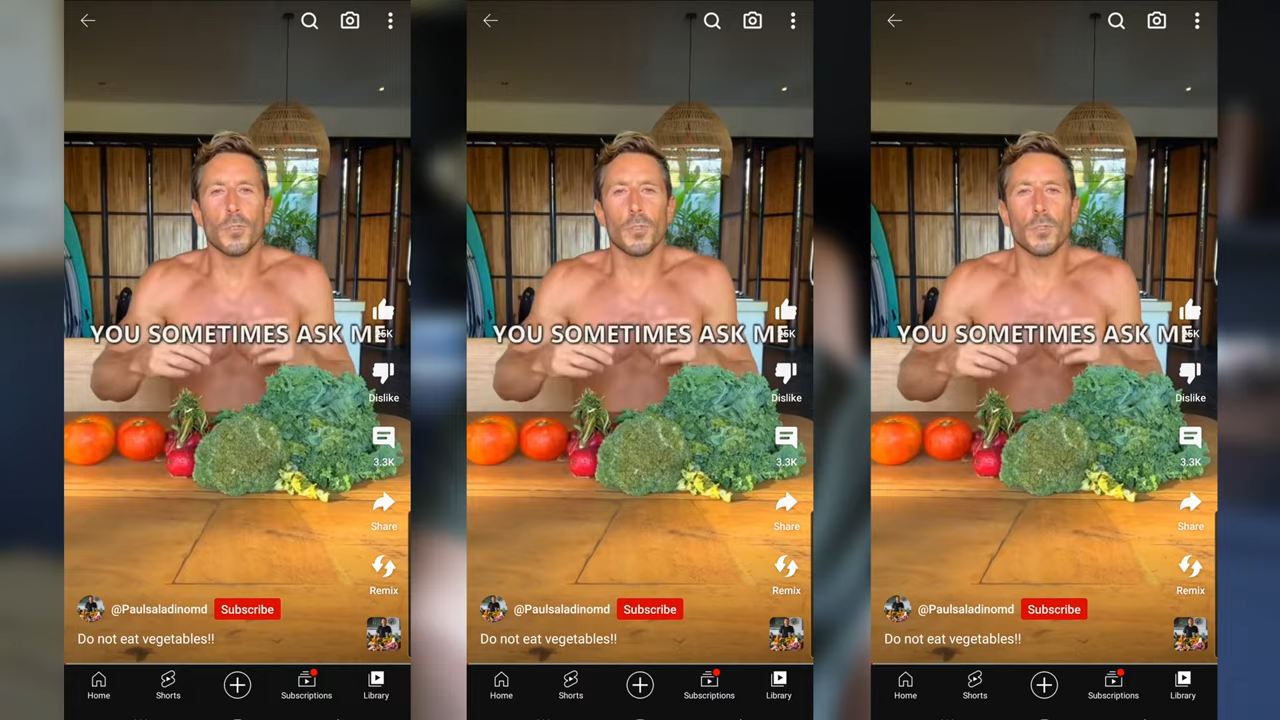 YOU SOMETIMES ASK ME
Dislike
3.3K
Share
Remix
@Paulsaladinomd
Subscribe
Do not eat vegetables!!
Home
Shorts
Subscriptions
Library
YOU SOMETIMES ASK ME
Dislike
3.3K
Share
Remix
@Paulsaladinomd
Subscribe
Do not eat vegetables!!
Home
Shorts
Subscriptions
Library
YOU SOMETIMES ASK ME
Dislike
3.3K
Share
Remix
@Paulsaladinomd
Subscribe
Do not eat vegetables!!
Home
Shorts
Subscriptions
Library